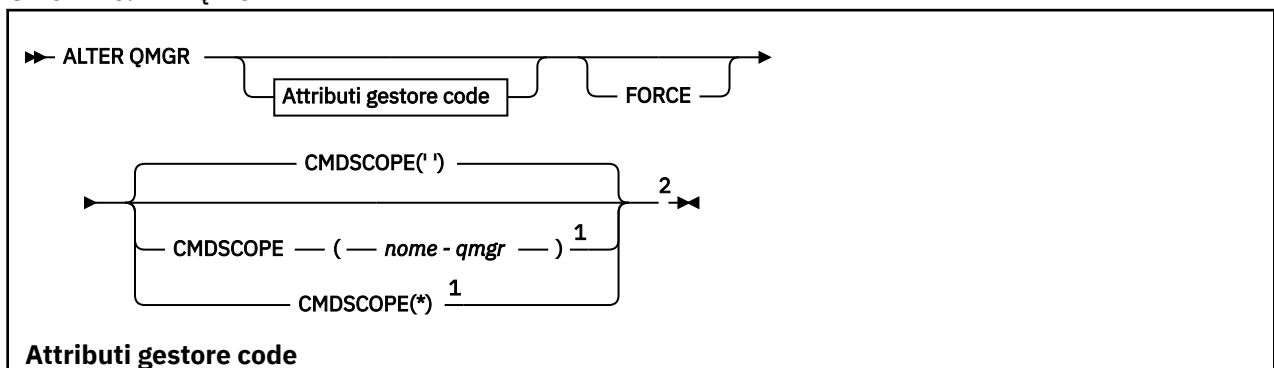 ALTER QMGR
Attributi gestore code
FORCE
CMDSCOPE(' ')
2
CMDSCOPE ( nome - qmgr ) 1
CMDSCOPE(*) 1
Attributi gestore code